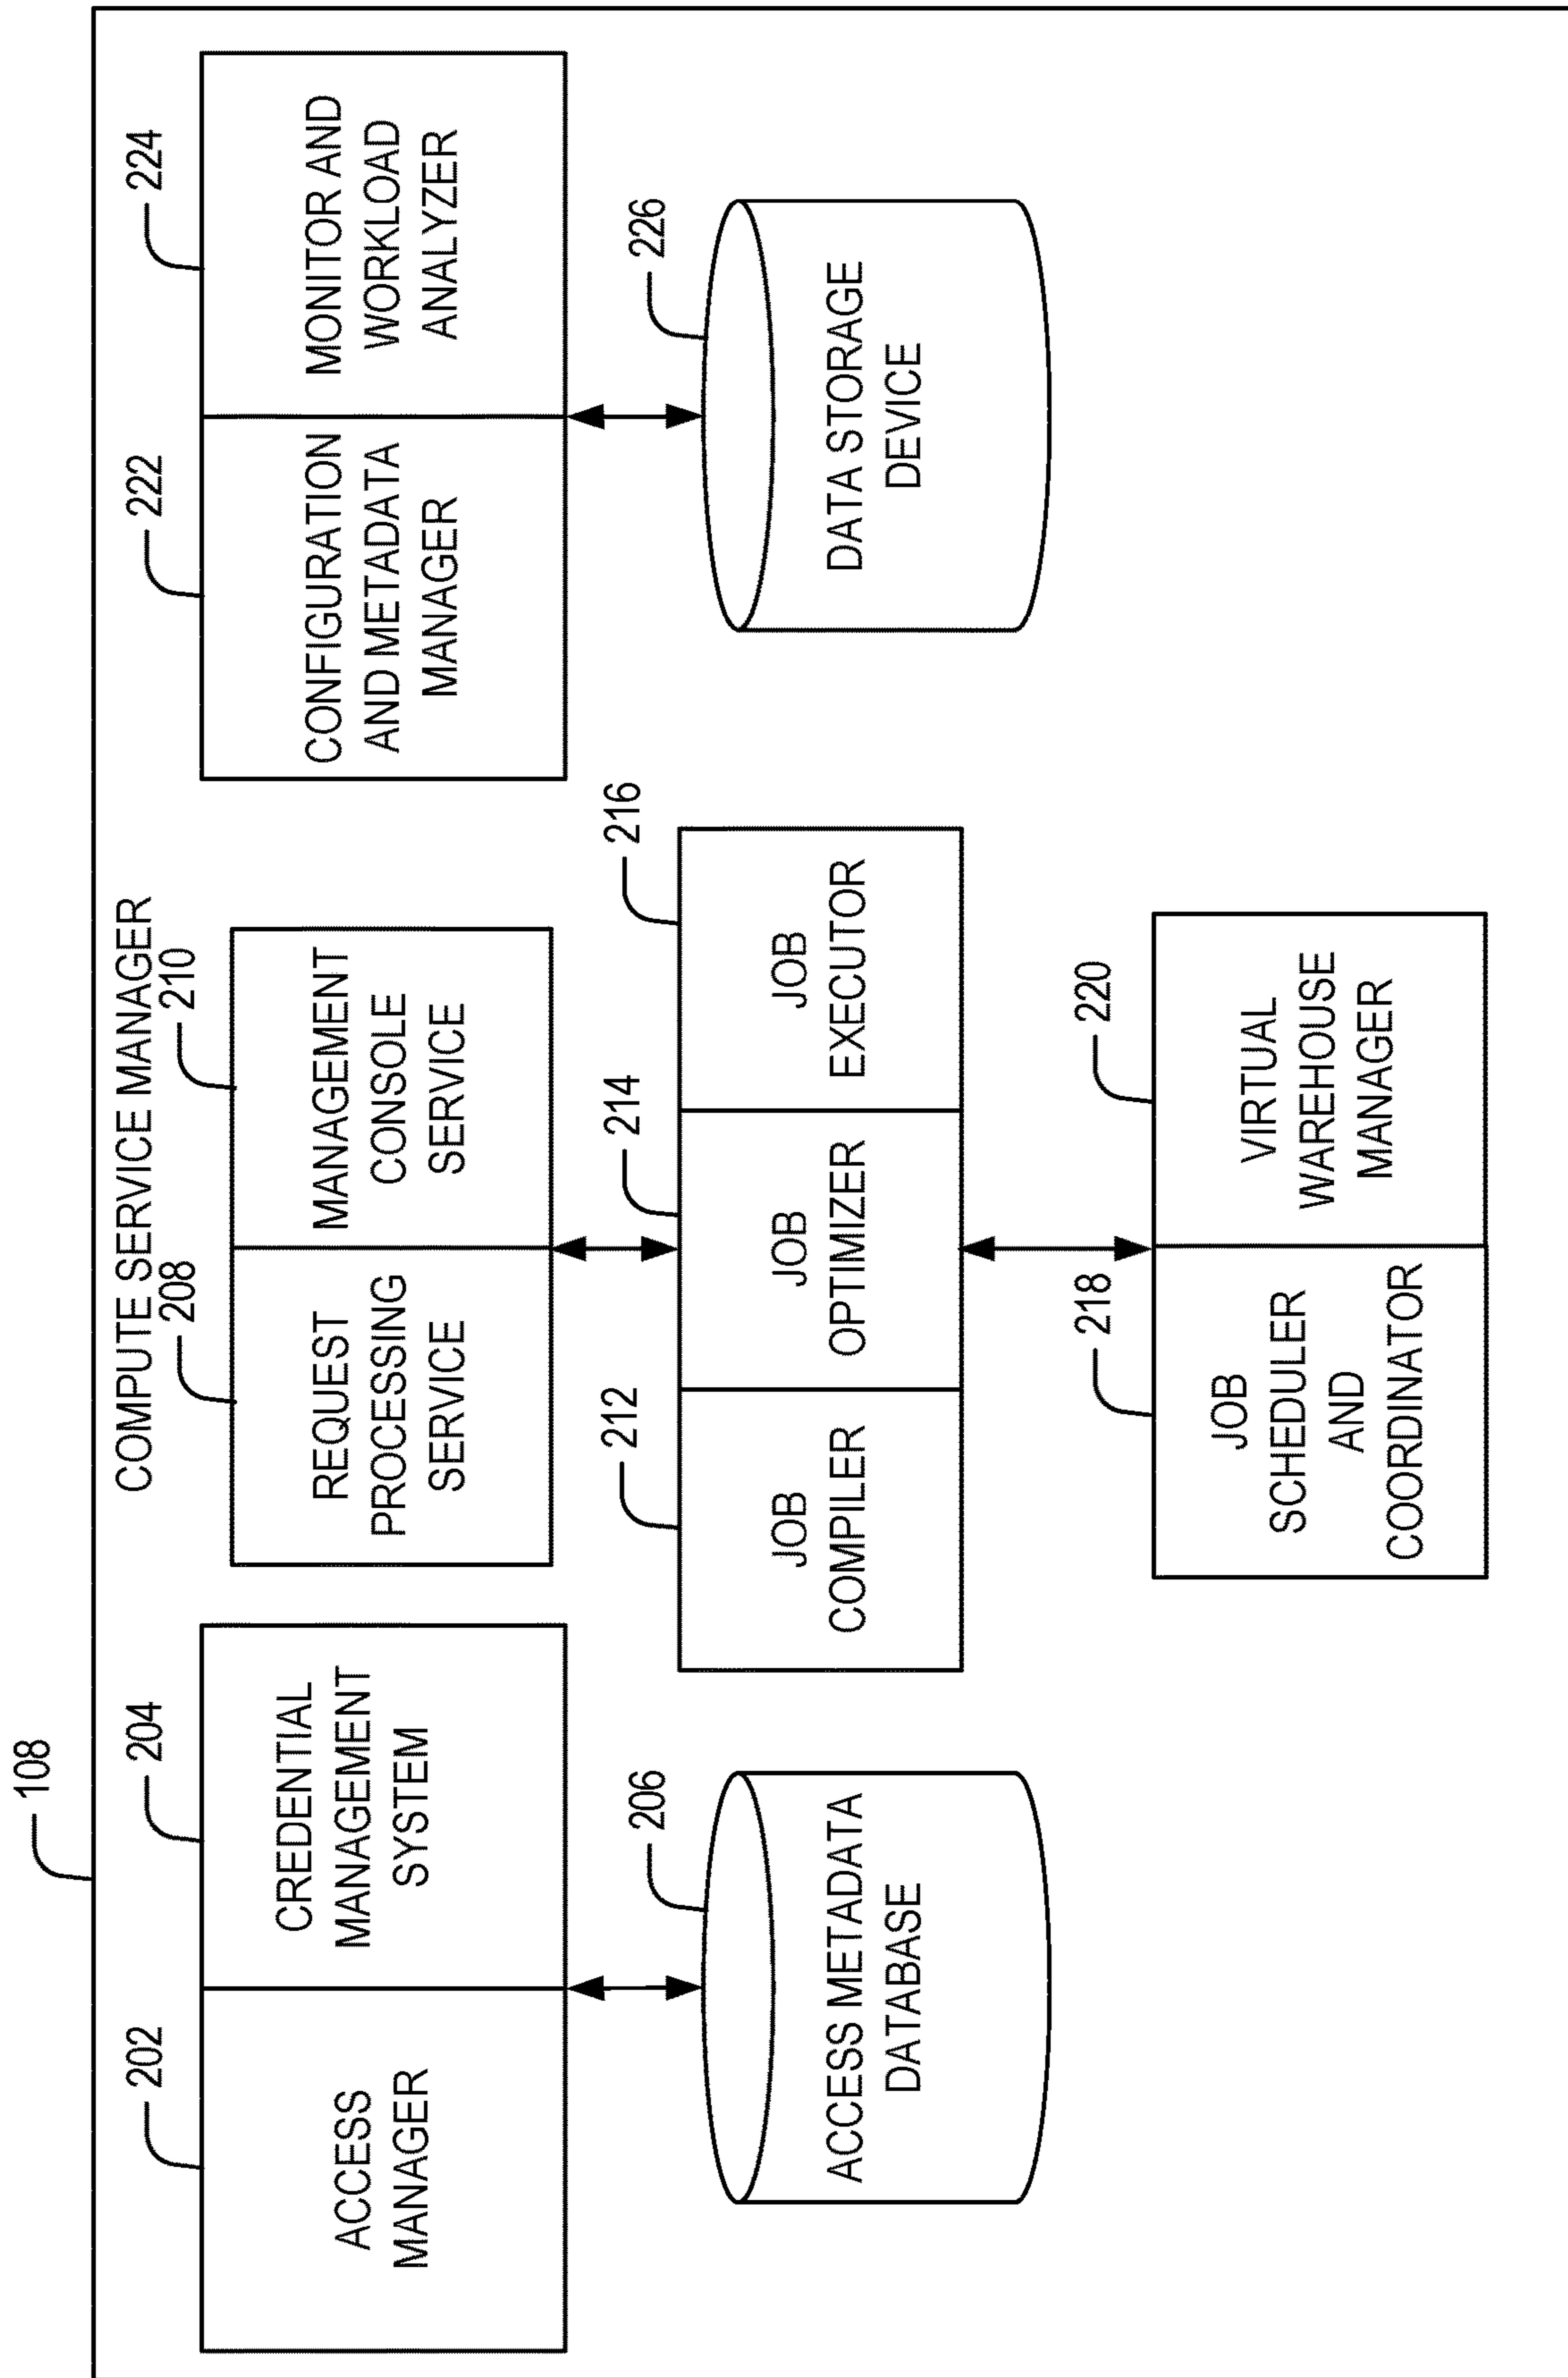 108
COMPUTE SERVICE MANAGER
202
204
208
210
222
224
ACCESS
MANAGER
CREDENTIAL
MANAGEMENT
SYSTEM
REQUEST
PROCESSING
SERVICE
MANAGEMENT
CONSOLE
SERVICE
CONFIGURATION
AND METADATA
MANAGER
MONITOR AND
WORKLOAD
ANALYZER
206
212
214
216
226
ACCESS METADATA
DATABASE
JOB
COMPILER
JOB
OPTIMIZER
JOB
EXECUTOR
DATA STORAGE
DEVICE
218
220
JOB
SCHEDULER
AND
COORDINATOR
VIRTUAL
WAREHOUSE
MANAGER